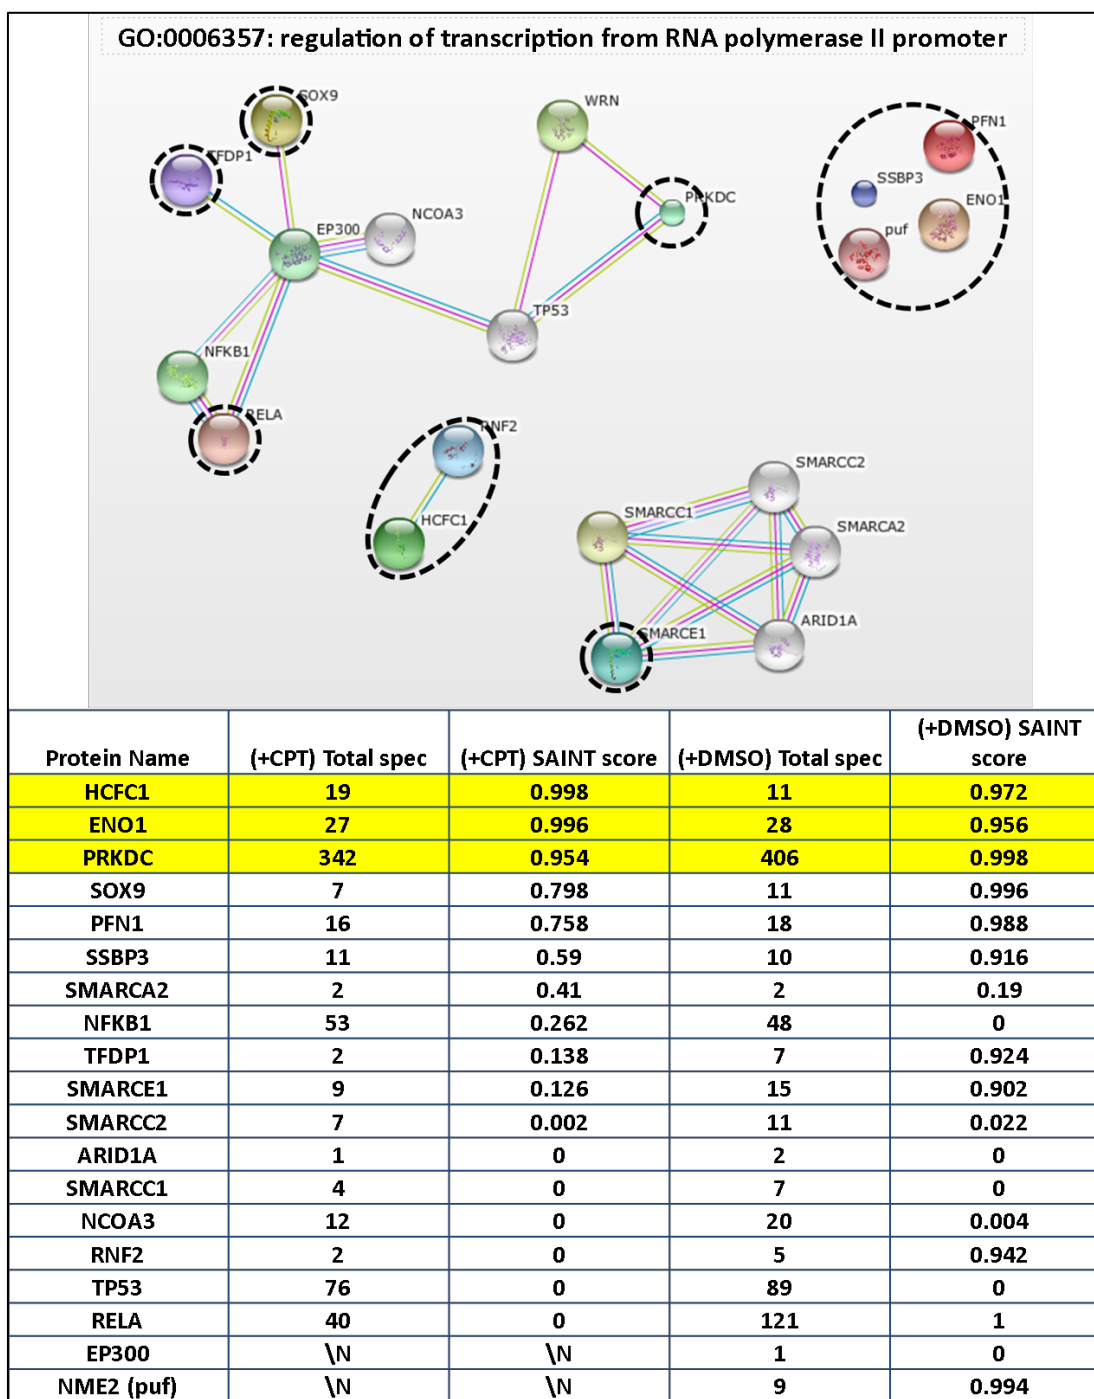 GO:0006357: regulation of transcription from RNA polymerase II promoter
SOX9
WRN
PFN1
TFDP1
SSBP3
PRKDC
ENO1
NCOA3
EP300
puf
TP53
NFKB1
RELA
RNF2
SMARCC2
HCFC1
SMARCC1
SMARCA2
ARID1A
SMARCE1
Protein Name (+CPT) Total spec (+CPT) SAINT score (+DMSO) Total spec (+DMSO) SAINT score
HCFC1 19 0.998 11 0.972
ENO1 27 0.996 28 0.956
PRKDC 342 0.954 406 0.998
SOX9 7 0.798 11 0.996
PFN1 16 0.758 18 0.988
SSBP3 11 0.59 10 0.916
SMARCA2 2 0.41 2 0.19
NFKB1 53 0.262 48 0
TFDP1 2 0.138 7 0.924
SMARCE1 9 0.126 15 0.902
SMARCC2 7 0.002 11 0.022
ARID1A 1 0 2 0
SMARCC1 4 0 7 0
NCOA3 12 0 20 0.004
RNF2 2 0 5 0.942
TP53 76 0 89 0
RELA 40 0 121 1
EP300 \N \N 1 0
NME2 (puf) \N \N 9 0.994